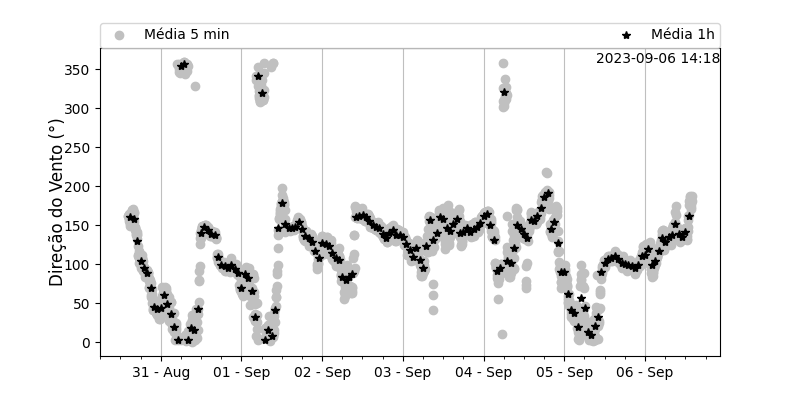 Média 5 min
Média 1h
2023-09-06 14:18
Direção do Vento (°)
350
300
250
200
150
100
50
0
31 - Aug
01 - Sep
02 - Sep
03 - Sep
04 - Sep
05 - Sep
06 - Sep